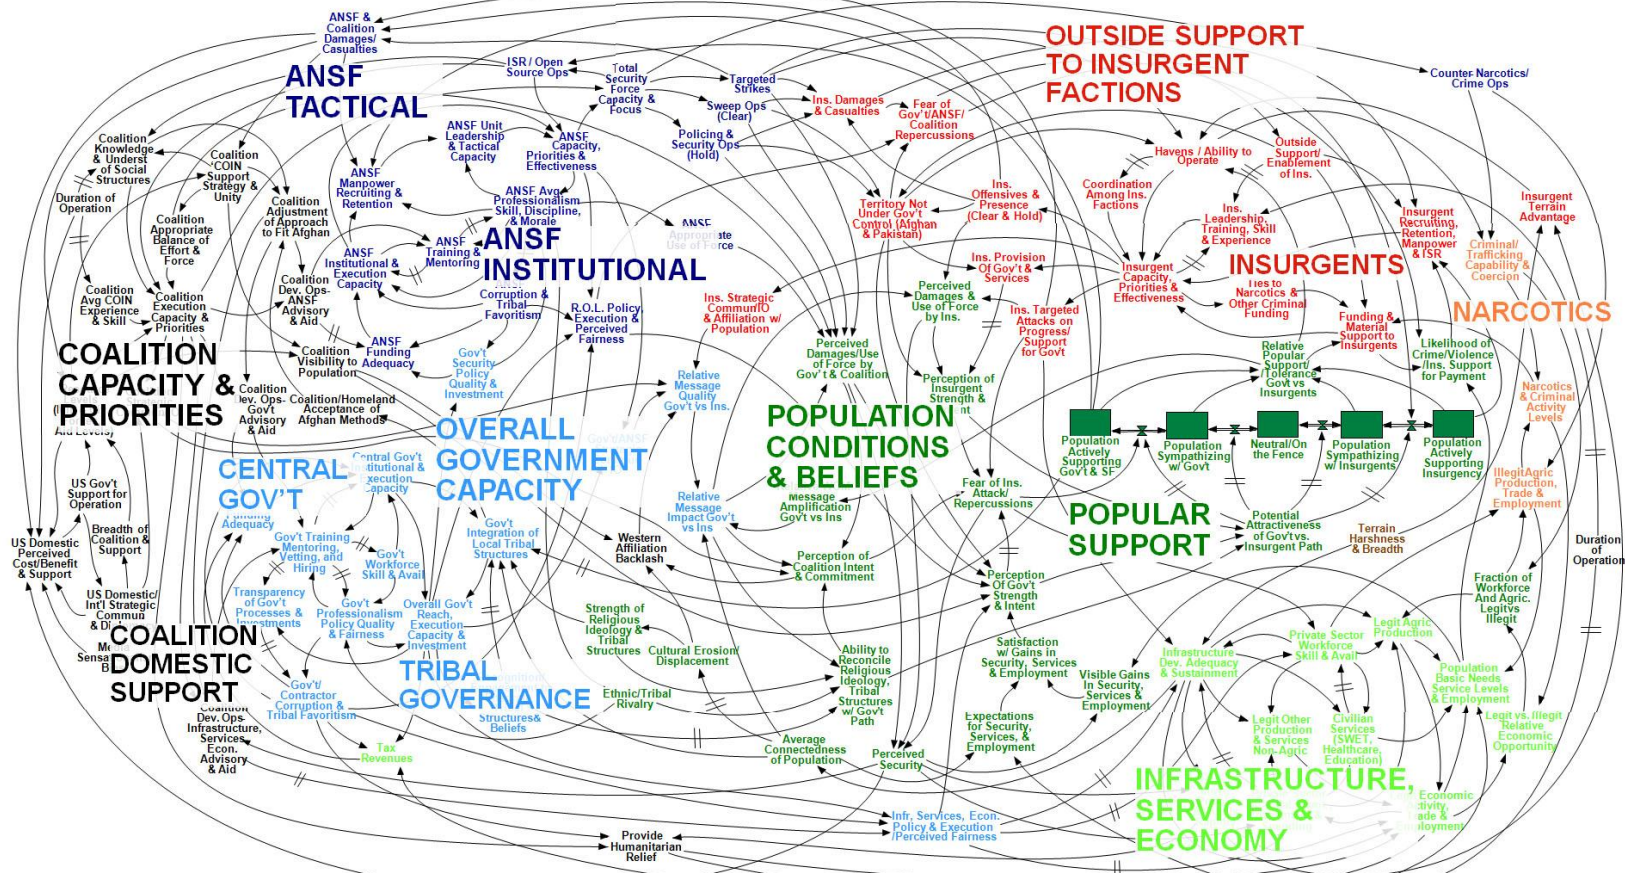 ANSF &
Coalition
Damages/
Casualties
ANSF
TACTICAL
ISR / Open
Source Ops
Total
Security
Force
Capacity &
Focus
Targeted
Strikes
Sweep Ops
(Clear)
Policing &
Security Ops
(Hold)
Ins. Damages
& Casualties
Fear of
Gov't/ANSF/
Coalition
Repercussions
OUTSIDE SUPPORT
TO INSURGENT
FACTIONS
Counter-Narcotics/
Crime Ops
ANSF Unit
Leadership
& Tactical
Capacity
ANSF
Capacity,
Priorities &
Effectiveness
Coalition
Knowledge
& Underst
of Social
Structures
Coalition
COIN
Support
Strategy &
Unity
Duration of
Operation
ANSF
Manpower
Recruiting &
Retention
Coalition
Adjustment
of Approach
to Fit Afghan
ANSF Avg
Professionalism
Skill, Discipline,
& Morale
Havens / Ability to
Operate
Outside
Support/
Enablement
of Ins.
Coordination
Among Ins.
Factions
Ins.
Offensives &
Presence
(Clear & Hold)
Territory Not
Under Gov't
Control (Afghan
& Pakistan)
Ins.
Leadership,
Training, Skill
& Experience
Insurgent
Recruiting,
Retention,
Manpower
& ISR
Insurgent
Terrain
Advantage
Criminal/
Trafficking
Capability &
Coercion
Coalition
Appropriate
Balance of
Effort &
Force
ANSF
Training &
Mentoring
ANSF
Institutional &
Execution
Capacity
ANSF
INSTITUTIONAL
ANSF
Appropriate
Use of Force
Corruption &
Tribal
Favoritism
Ins. Provision
Of Gov't &
Services
Insurgent
Capacity,
Priorities &
Effectiveness
INSURGENTS
Ties to
Narcotics &
Other Criminal
Funding
NARCOTICS
Coalition
Avg COIN
Experience
& Skill
Coalition
Execution
Capacity &
Priorities
Coalition
Dev. Ops-
ANSF
Advisory
& Aid
R.O.L. Policy,
Execution &
Perceived
Fairness
Ins. Strategic
Commun/IO
& Affiliation w/
Population
Perceived
Damages &
Use of Force
by Ins.
Ins. Targeted
Attacks on
Progress/
Support
for Gov't
Funding &
Material
Support to
Insurgents
Likelihood of
Crime/Violence
/Ins. Support
for Payment
COALITION
CAPACITY &
PRIORITIES
Coalition
Visibility to
Population
ANSF
Funding
Adequacy
Gov't
Security
Policy
Quality &
Investment
Perceived
Damages/Use
of Force by
Gov't & Coalition
Relative
Popular
Support/
/Tolerance
Govt vs
Insurgents
Coalition
Dev. Ops-
Gov't
Advisory
& Aid
Coalition/Homeland
Acceptance of
Afghan Methods
Relative
Message
Quality
Gov't vs Ins.
Perception of
Insurgent
Strength &
Narcotics
& Criminal
Activity
Levels
OVERALL
GOVERNMENT
CAPACITY
Gov't/ANSF
POPULATION
CONDITIONS
& BELIEFS
Population
Actively
Supporting
Gov't & SF
Population
Sympathizing
w/ Gov't
Neutral/On
the Fence
Population
Sympathizing
w/ Insurgents
Population
Actively
Supporting
Insurgency
CENTRAL
GOV'T
Central Gov't
Institutional &
Execution
Capacity
US Gov't
Support for
Operation
Breadth of
Coalition &
Support
US Domestic
Perceived
Cost/Benefit
& Support
Funding
Adequacy
Gov't Training
Mentoring,
Vetting, and
Hiring
Gov't
Workforce
Skill & Avail
Gov't
Integration of
Local Tribal
Structures
Western
Affiliation
Backlash
Relative
Message
Impact Gov't
vs Ins
Message
Amplification
Gov't vs Ins
Fear of Ins.
Attack/
Repercussions
POPULAR
SUPPORT
Potential
Attractiveness
of Gov't vs.
Insurgent Path
Terrain
Harshness
& Breadth
Illegit Agric
Production,
Trade &
Employment
Duration
of
Operation
Perception of
Coalition Intent
& Commitment
Perception
Of Gov't
Strength
& Intent
Fraction of
Workforce
And Agric.
Legit vs
Illegit
US Domestic/
Int'l Strategic
Commun
Transparency
of Gov't
Processes &
Investments
Gov't
Professionalism
Policy Quality
& Fairness
Overall Gov't
Reach,
Execution
Capacity &
Investment
Strength of
Religious
Ideology &
Tribal
Structures
Cultural Erosion/
Displacement
COALITION
DOMESTIC
SUPPORT
TRIBAL
GOVERNANCE
Structures &
Beliefs
Ethnic/Tribal
Rivalry
Ability to
Reconcile
Religious
Ideology,
Tribal
Structures
w/ Gov't
Path
Satisfaction
w/ Gains in
Security, Services
& Employment
Visible Gains
In Security,
Services &
Employment
Infrastructure
Dev. Adequacy
& Sustainment
Private Sector
Workforce
Skill & Avail
Legit Agric
Production
Population
Basic Needs
Service Levels
& Employment
Gov't/
Contractor
Corruption &
Tribal Favoritism
Coalition
Dev. Ops-
Infrastructure,
Services,
Econ.
Advisory
& Aid
Tax
Revenues
Average
Connectedness
of Population
Perceived
Security
Expectations
for Security,
Services, &
Employment
Legit Other
Production
& Services
Non-Agric
Civilian
Services
(SWET,
Healthcare,
Education)
Legit vs. Illegit
Relative
Economic
Opportunity
INFRASTRUCTURE,
SERVICES &
ECONOMY
Economic
Provide
Humanitarian
Relief
Infr, Services, Econ.
Policy & Execution
/Perceived Fairness